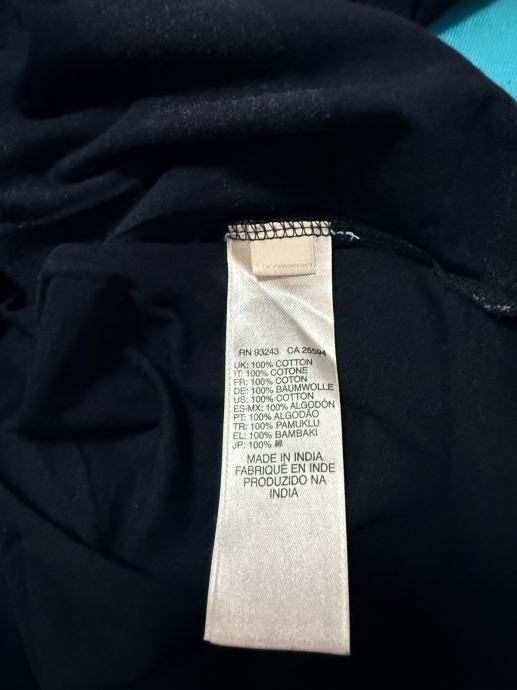 RN 93243 CA 25594
UK: 100% COTTON
IT: 100% COTONE
FR: 100% COTON
DE: 100% BAUMWOLLE
US: 100% COTTON
ES-MX: 100% ALGODÓN
PT: 100% ALGODÃO
TR: 100% PAMUKLU
EL: 100% BAMBAKI
JP: 100% 綿
MADE IN INDIA
FABRIQUÉ EN INDE
PRODUZIDO NA
INDIA